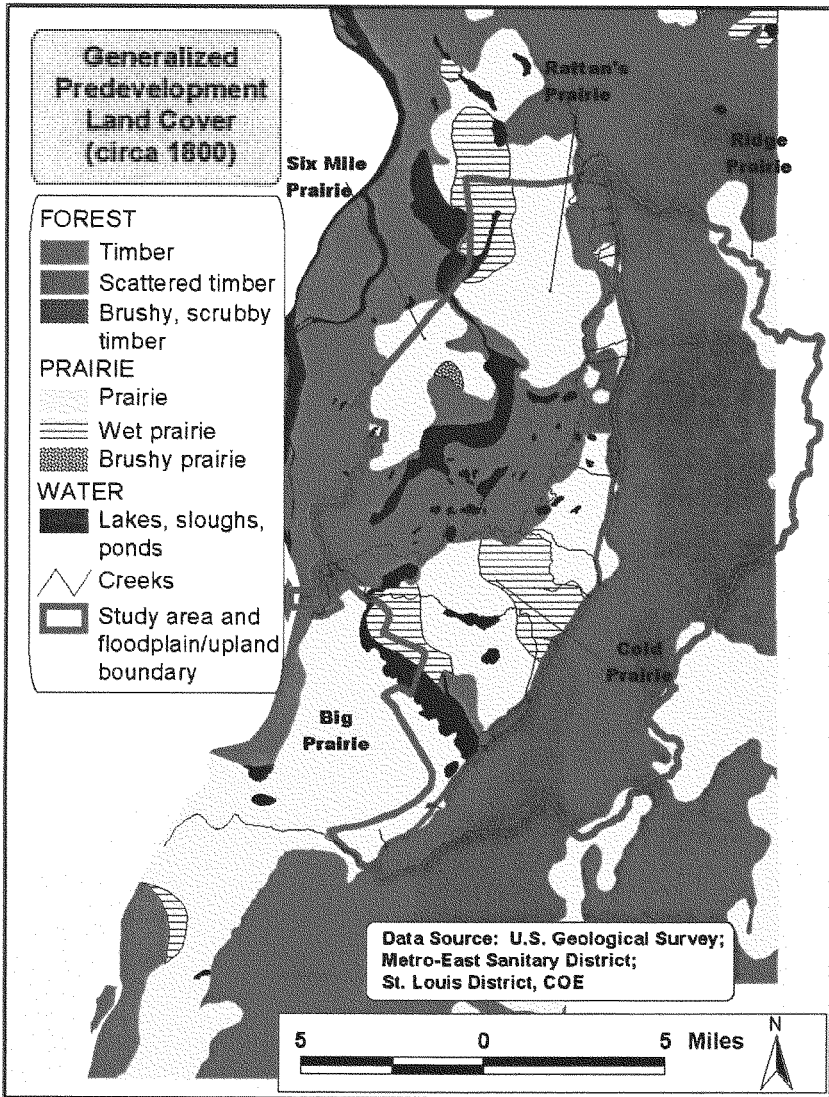 Generalized
Predevelopment
Land Cover
(circa 1800)
Rattan's
Prairie
Ridge
Prairie
Six Mile
Prairie
FOREST
Timber
Scattered timber
Brushy, scrubby
timber
PRAIRIE
Prairie
Wet prairie
Brushy prairie
WATER
Lakes, sloughs,
ponds
Creeks
Study area and
floodplain/upland
boundary
Cold
Prairie
Big
Prairie
Data Source: U.S. Geological Survey;
Metro-East Sanitary District;
St. Louis District, COE
5 0 5 Miles
N